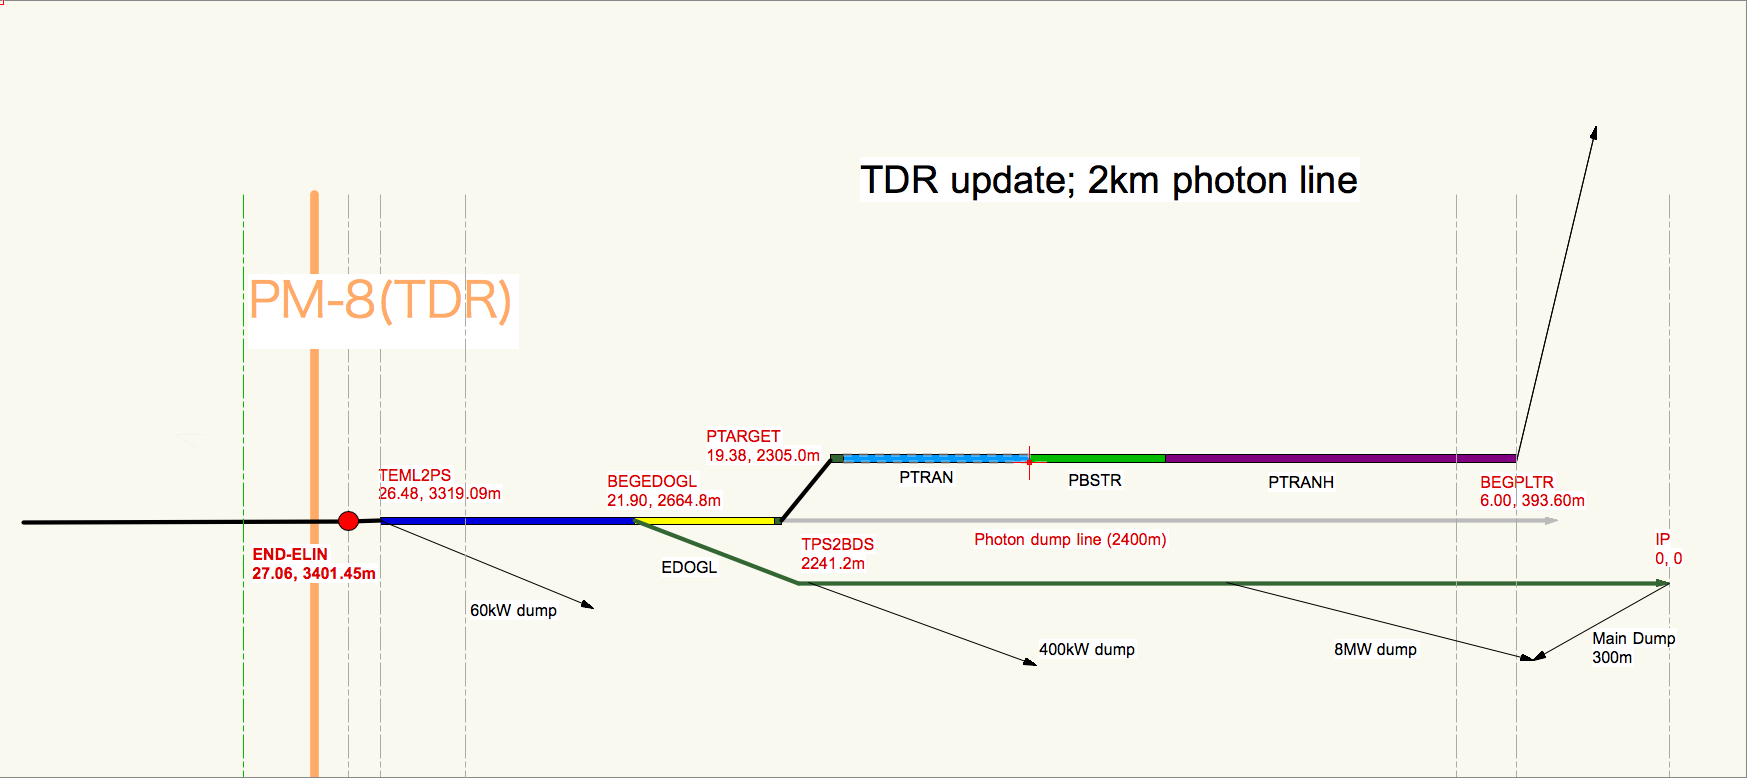 TDR update; 2km photon line
PM-8(TDR)
PTARGET
19.38, 2305.0m
TEML2PS
26.48, 3319.09m
BEGEDOGL
21.90, 2664.8m
PTRAN
PBSTR
PTRANH
BEGPLTR
6.00, 393.60m
END-ELIN
27.06, 3401.45m
EDOGL
TPS2BDS
2241.2m
Photon dump line (2400m)
IP
0, 0
60kW dump
400kW dump
8MW dump
Main Dump
300m